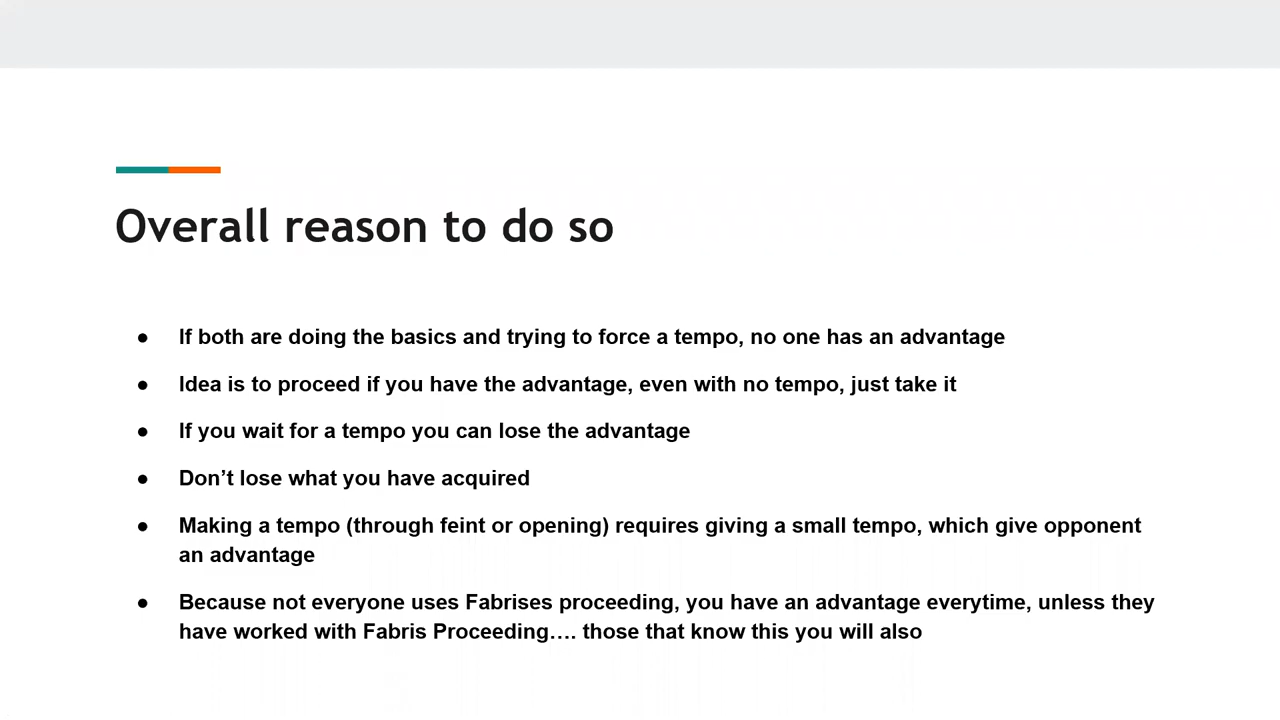 Overall reason to do so
● If both are doing the basics and trying to force a tempo, no one has an advantage
● Idea is to proceed if you have the advantage, even with no tempo, just take it
● If you wait for a tempo you can lose the advantage
● Don’t lose what you have acquired
● Making a tempo (through feint or opening) requires giving a small tempo, which give opponent
an advantage
● Because not everyone uses Fabrises proceeding, you have an advantage everytime, unless they
have worked with Fabris Proceeding…. those that know this you will also